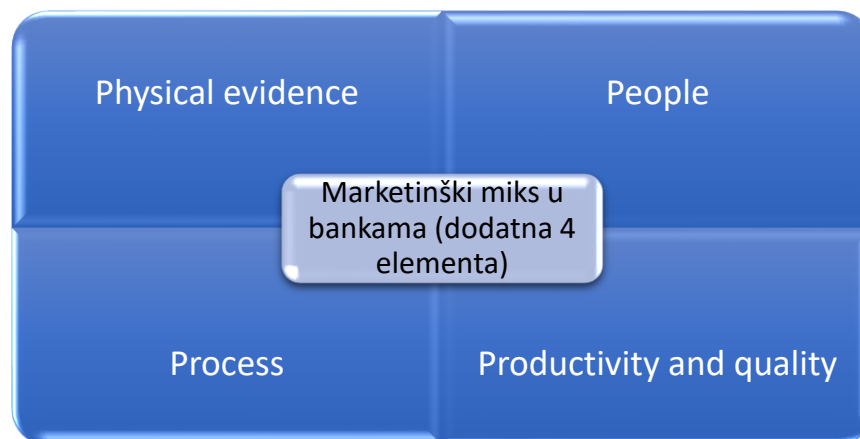 Physical evidence
People
Marketinški miks u
bankama (dodatna 4
elementa)
Process
Productivity and quality